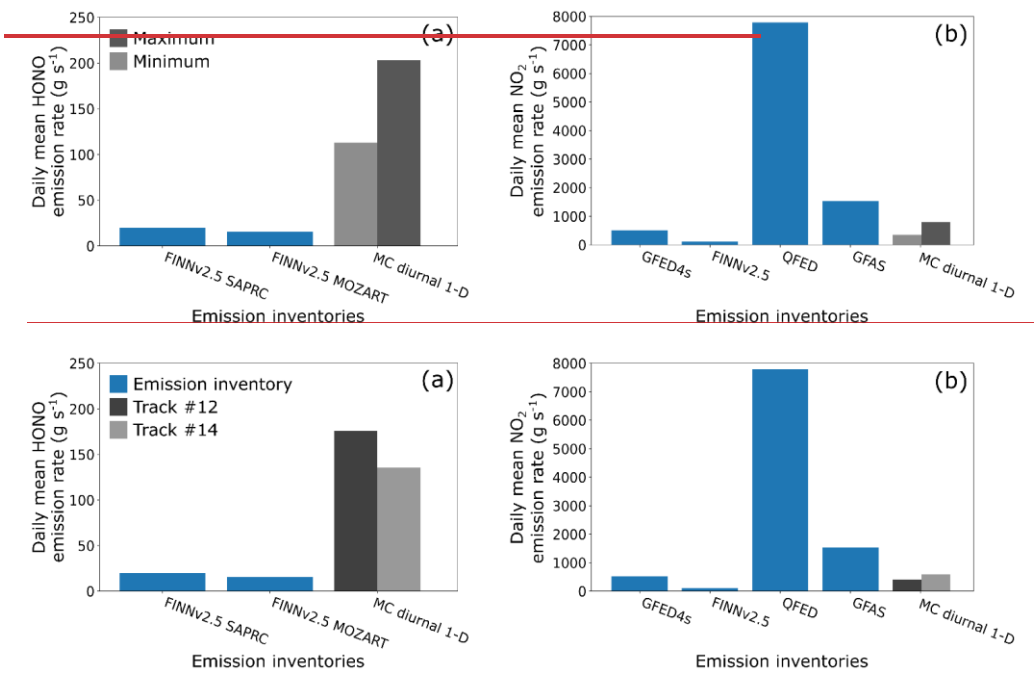 250
200
150
100
50
0
Daily mean HONO
emission rate (g s⁻¹)
Maximum
Minimum
(a)
FINNv2.5 SAPRC
FINNv2.5 MOZART
MC diurnal 1-D
Emission inventories
8000
7000
6000
5000
4000
3000
2000
1000
0
Daily mean NO₂
emission rate (g s⁻¹)
(b)
GFED4s
FINNv2.5
QFED
GFAS
MC diurnal 1-D
Emission inventories
250
200
150
100
50
0
Daily mean HONO
emission rate (g s⁻¹)
Emission inventory
Track #12
Track #14
(a)
FINNv2.5 SAPRC
FINNv2.5 MOZART
MC diurnal 1-D
Emission inventories
8000
7000
6000
5000
4000
3000
2000
1000
0
Daily mean NO₂
emission rate (g s⁻¹)
(b)
GFED4s
FINNv2.5
QFED
GFAS
MC diurnal 1-D
Emission inventories